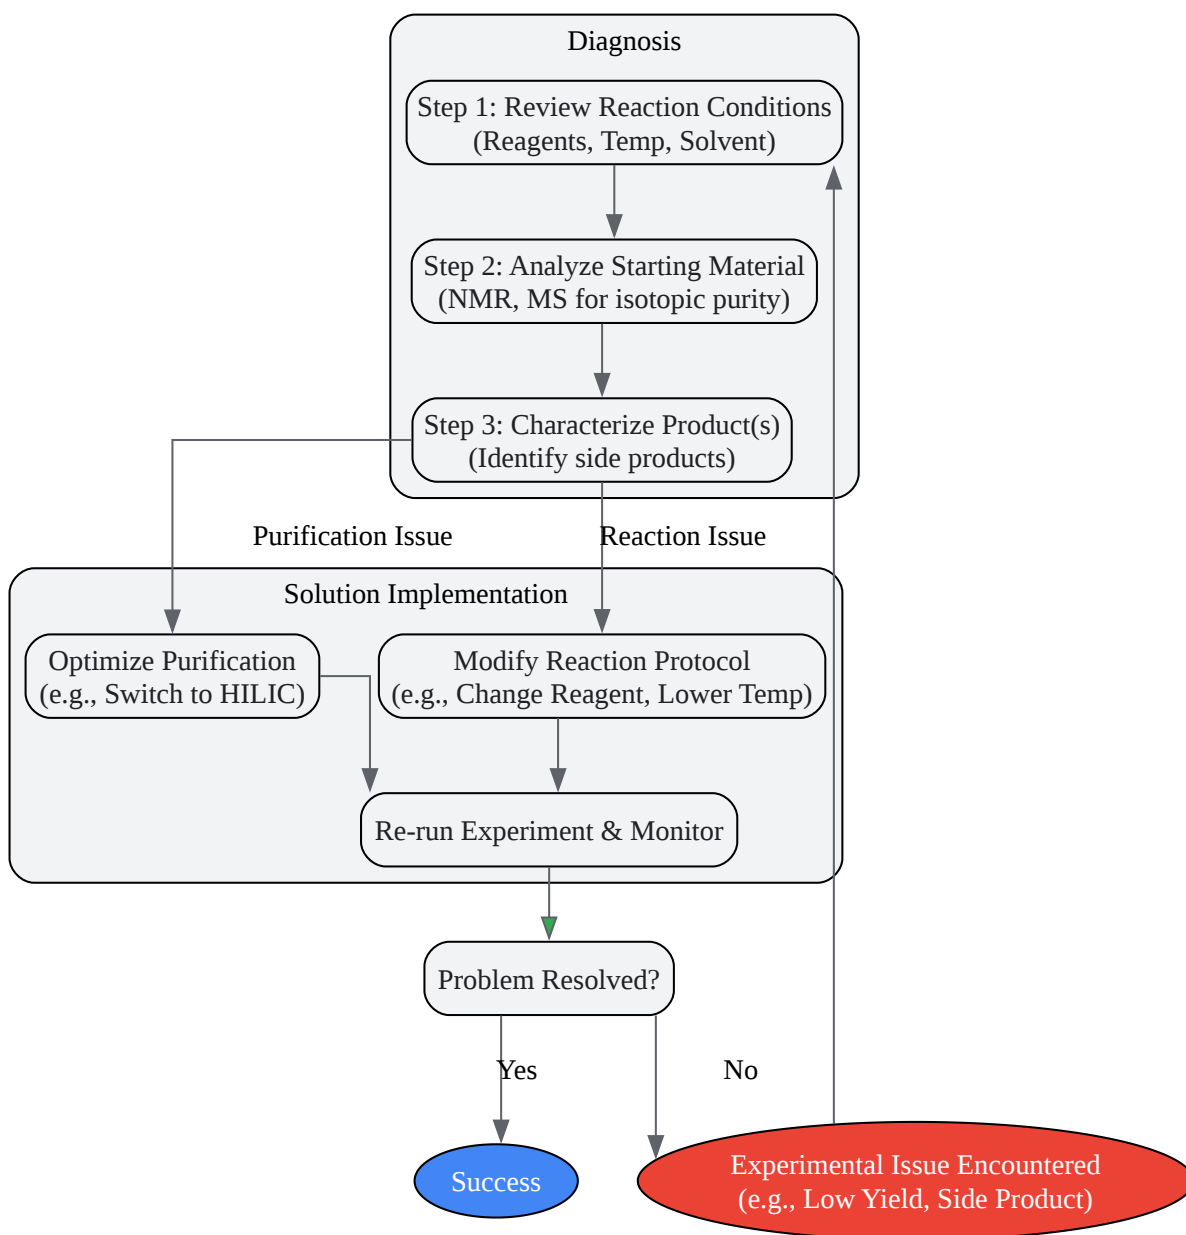 Diagnosis
Step 1: Review Reaction Conditions
(Reagents, Temp, Solvent)
Step 2: Analyze Starting Material
(NMR, MS for isotopic purity)
Step 3: Characterize Product(s)
(Identify side products)
Purification Issue
Reaction Issue
Solution Implementation
Optimize Purification
(e.g., Switch to HILIC)
Modify Reaction Protocol
(e.g., Change Reagent, Lower Temp)
Re-run Experiment & Monitor
Problem Resolved?
Yes
No
Success
Experimental Issue Encountered
(e.g., Low Yield, Side Product)